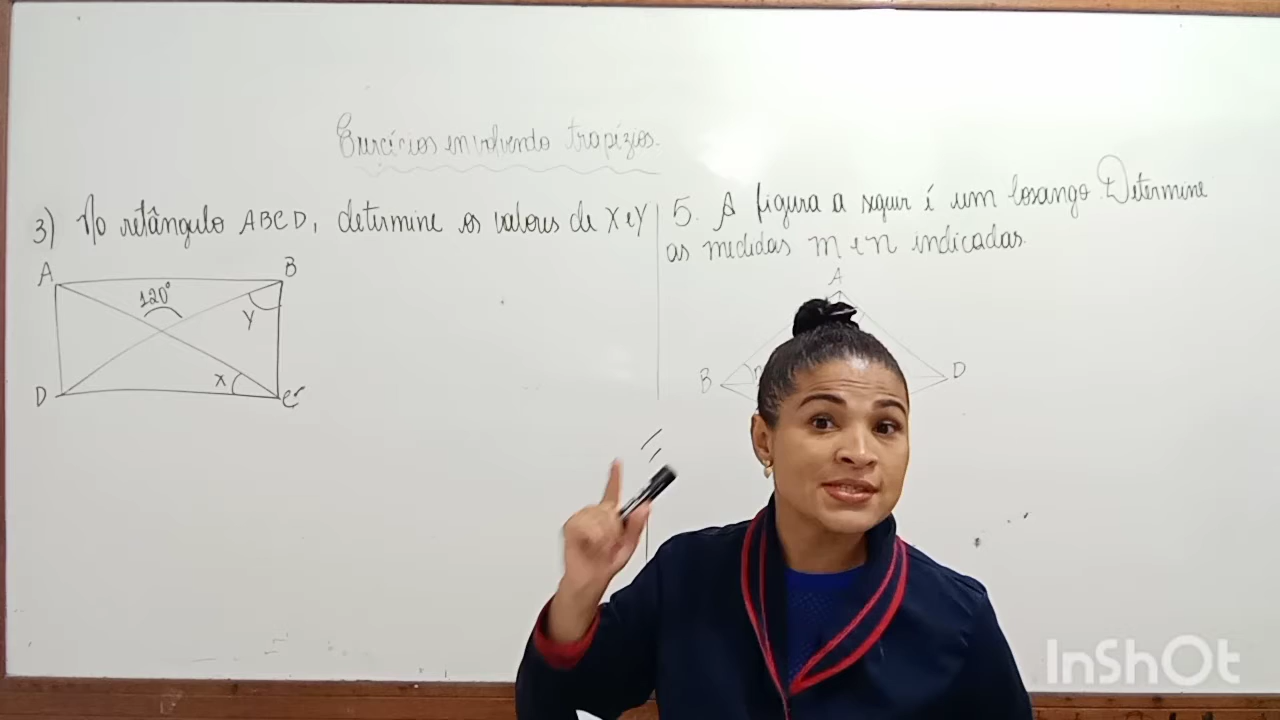 Exercícios envolvendo trapézios.
3) No retângulo ABCD, determine os valores de X e Y
A
B
120°
Y
X
D
C
5. A figura a seguir é um losango. Determine
as medidas m e n indicadas.
A
B
D
InShOt